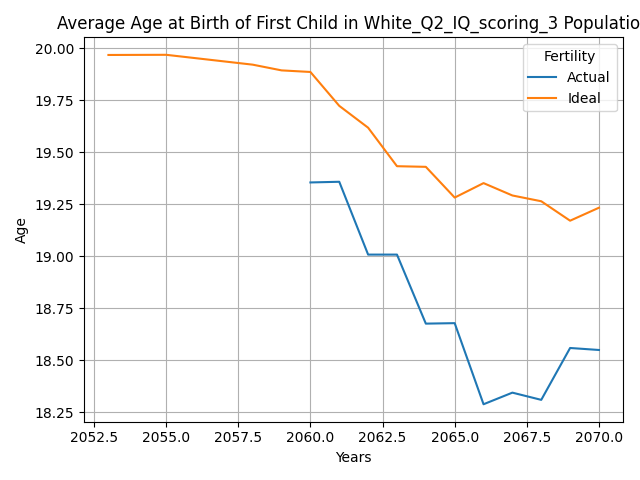 Average Age at Birth of First Child in White_Q2_IQ_scoring_3 Populatio
20.00
19.75
19.50
19.25
19.00
18.75
18.50
18.25
Age
Fertility
Actual
Ideal
2052.5 2055.0 2057.5 2060.0 2062.5 2065.0 2067.5 2070.0
Years